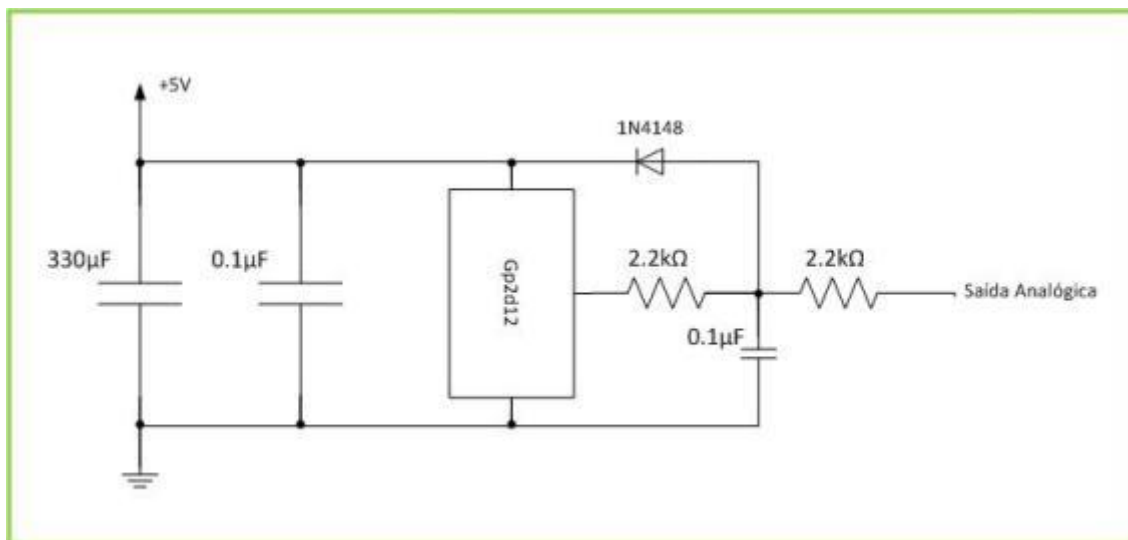 +5V
1N4148
330µF
0.1µF
Gp2d12
2.2kΩ
2.2kΩ
Saída Analógica
0.1µF